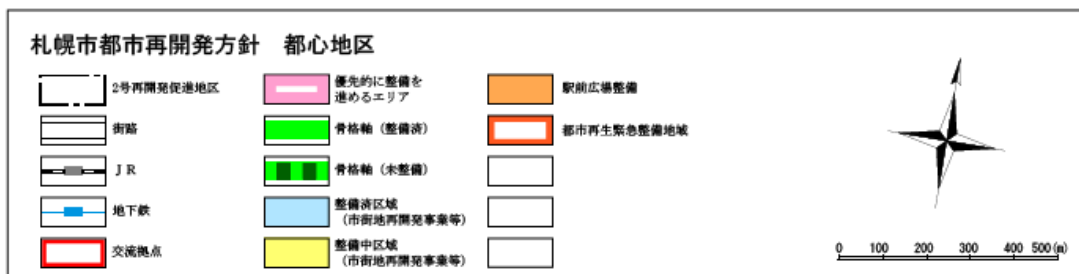 札幌市都市再開発方針　都心地区
2号再開発促進地区
街路
ＪＲ
地下鉄
交流拠点
優先的に整備を
進めるエリア
骨格軸（整備済）
骨格軸（未整備）
整備済区域
（市街地再開発事業等）
整備中区域
（市街地再開発事業等）
駅前広場整備
都市再生緊急整備地域
0 100 200 300 400 500(m)